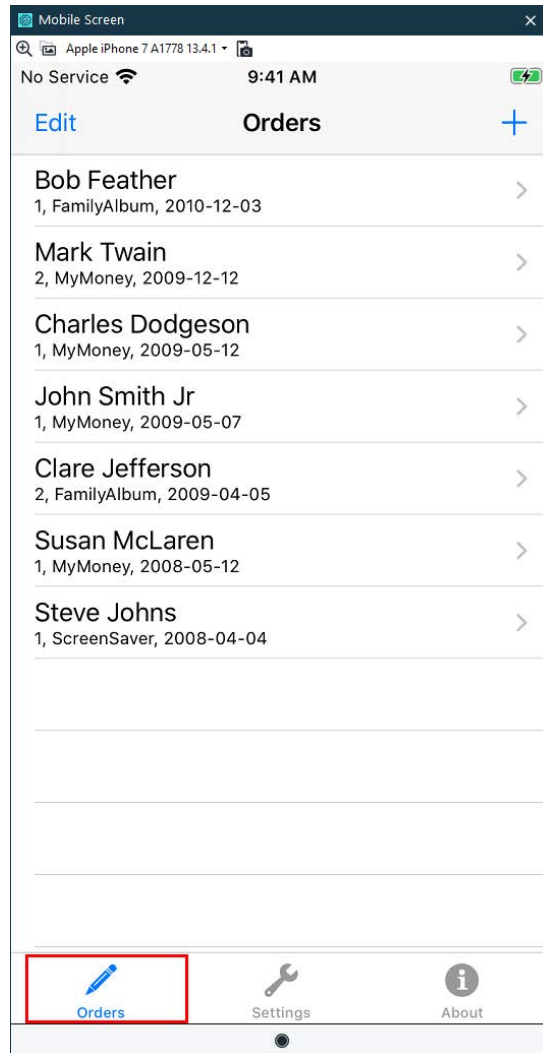 Mobile Screen
Apple iPhone 7 A1778 13.4.1
No Service 9:41 AM
Edit Orders
Bob Feather
1, FamilyAlbum, 2010-12-03
Mark Twain
2, MyMoney, 2009-12-12
Charles Dodgeson
1, MyMoney, 2009-05-12
John Smith Jr
1, MyMoney, 2009-05-07
Clare Jefferson
2, FamilyAlbum, 2009-04-05
Susan McLaren
1, MyMoney, 2008-05-12
Steve Johns
1, ScreenSaver, 2008-04-04
Orders Settings About